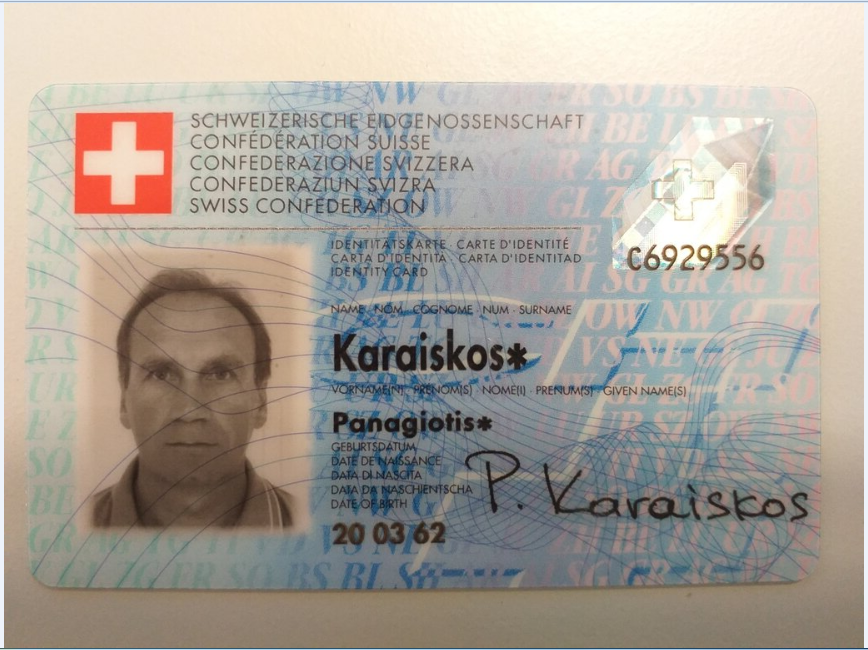 SCHWEIZERISCHE EIDGENOSSENSCHAFT
CONFÉDÉRATION SUISSE
CONFEDERAZIONE SVIZZERA
CONFEDERAZIUN SVIZRA
SWISS CONFEDERATION
IDENTITÄTSKARTE · CARTE D'IDENTITÉ
CARTA D'IDENTITÀ · CARTA D'IDENTITAD
IDENTITY CARD
C6929556
NAME · NOM · COGNOME · NUM · SURNAME
Karaiskos*
VORNAME(N) · PRÉNOM(S) · NOME(I) · PRENUM(S) · GIVEN NAME(S)
Panagiotis*
GEBURTSDATUM
DATE DE NAISSANCE
DATA DI NASCITA
DATA DA NASCHIENTSCHA
DATE OF BIRTH
P. Karaiskos
20 03 62